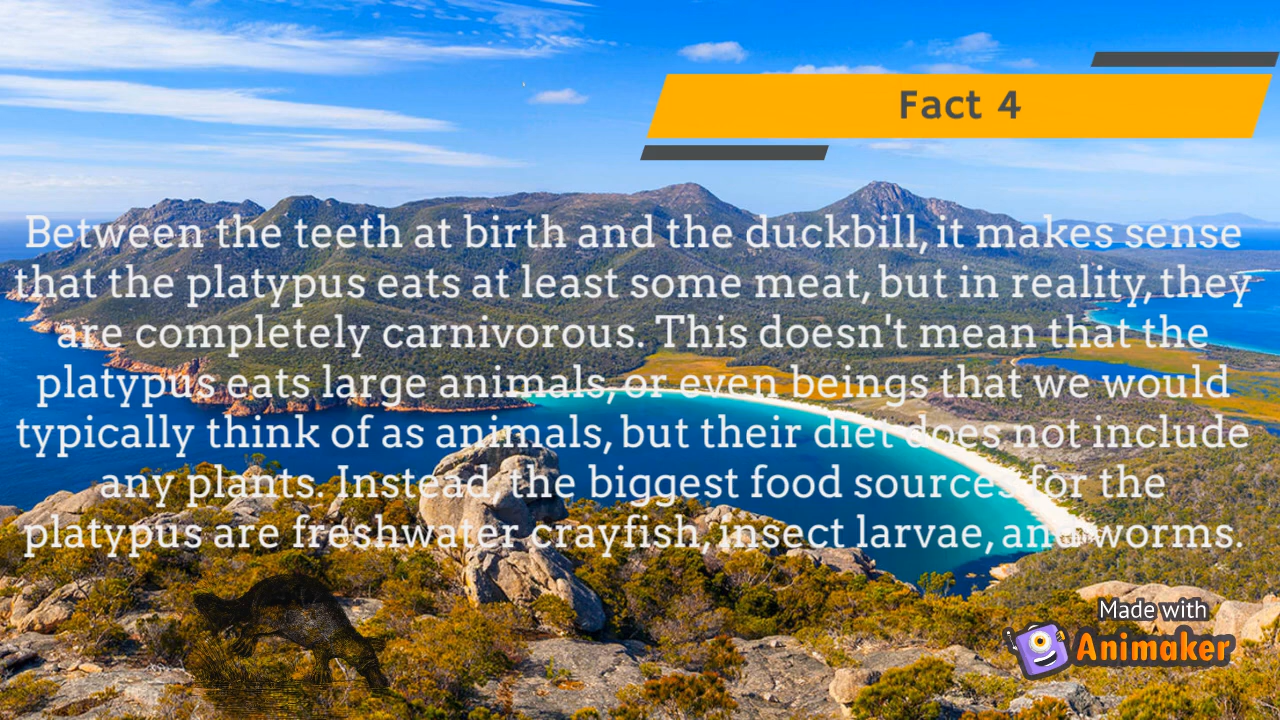 Fact 4
Between the teeth at birth and the duckbill, it makes sense
that the platypus eats at least some meat, but in reality, they
are completely carnivorous. This doesn't mean that the
platypus eats large animals, or even beings that we would
typically think of as animals, but their diet does not include
any plants. Instead, the biggest food sources for the
platypus are freshwater crayfish, insect larvae, and worms.
Made with
Animaker